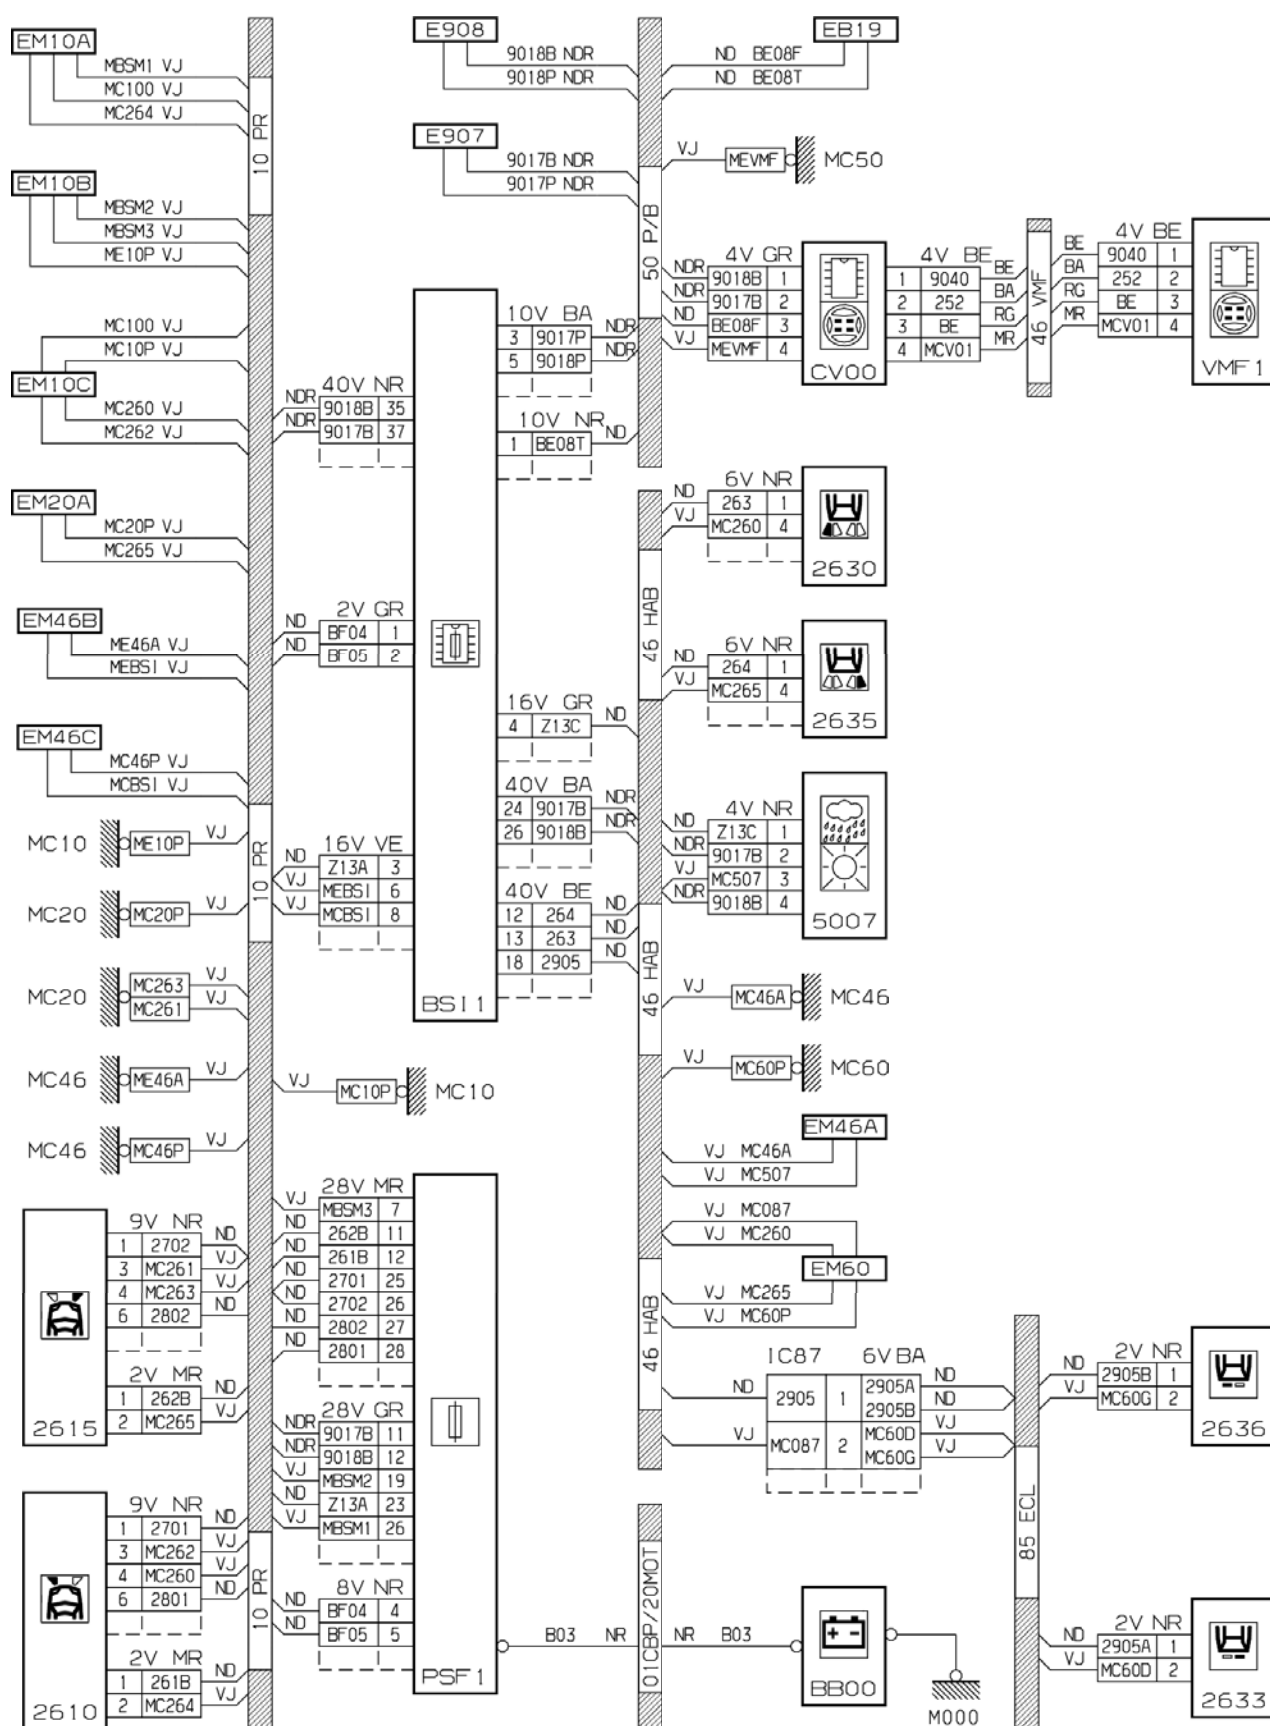 EM10A
MBSM1 VJ
MC100 VJ
MC264 VJ
10 PR
EM10B
MBSM2 VJ
MBSM3 VJ
ME10P VJ
MC100 VJ
MC10P VJ
EM10C
MC260 VJ
MC262 VJ
EM20A
MC20P VJ
MC265 VJ
EM46B
ME46A VJ
MEBSI VJ
EM46C
MC46P VJ
MCBSI VJ
MC10 ME10P VJ
10 PR
MC20 MC20P VJ
MC20
MC263 VJ
MC261 VJ
MC46 ME46A VJ
MC46 MC46P VJ
9V NR
1 2702 ND
3 MC261 VJ
4 MC263 VJ
6 2802 ND
2V MR
1 262B ND
2 MC265 VJ
2615
9V NR
1 2701 ND
3 MC262 VJ
4 MC260 VJ
6 2801 ND
2V MR
1 261B ND
2 MC264 VJ
2610
10 PR
40V NR
NDR 9018B 35
NDR 9017B 37
2V GR
ND BF04 1
ND BF05 2
16V VE
ND Z13A 3
VJ MEBSI 6
VJ MCBSI 8
BSI1
10V BA
3 9017P NDR
5 9018P NDR
10V NR
1 BE08T ND
16V GR
4 Z13C ND
40V BA
24 9017B NDR
26 9018B NDR
40V BE
12 264 ND
13 263 ND
18 2905 ND
VJ MC10P MC10
28V MR
VJ MBSM3 7
ND 262B 11
ND 261B 12
ND 2701 25
ND 2702 26
ND 2802 27
ND 2801 28
28V GR
NDR 9017B 11
NDR 9018B 12
VJ MBSM2 19
ND Z13A 23
VJ MBSM1 26
8V NR
ND BF04 4
ND BF05 5
PSF1
B03 NR
01CBP/20MOT
NR B03
BB00
M000
E908
9018B NDR
9018P NDR
E907
9017B NDR
9017P NDR
50 P/B
EB19
ND BE08F
ND BE08T
VJ MEVMF MC50
4V GR
NDR 9018B 1
NDR 9017B 2
ND BE08F 3
VJ MEVMF 4
CV00
4V BE
1 9040 BE
2 252 BA
3 BE RG
4 MCV01 MR
46 VMF
4V BE
BE 9040 1
BA 252 2
RG BE 3
MR MCV01 4
VMF1
46 HAB
6V NR
ND 263 1
VJ MC260 4
2630
6V NR
ND 264 1
VJ MC265 4
2635
4V NR
ND Z13C 1
NDR 9017B 2
VJ MC507 3
NDR 9018B 4
5007
46 HAB
VJ MC46A MC46
VJ MC60P MC60
EM46A
VJ MC46A
VJ MC507
VJ MC087
VJ MC260
EM60
VJ MC265
VJ MC60P
46 HAB
IC87 6V BA
ND 2905 1 2905A ND
2905B ND
VJ MC087 2 MC60D VJ
MC60G VJ
85 ECL
2V NR
ND 2905B 1
VJ MC60G 2
2636
2V NR
ND 2905A 1
VJ MC60D 2
2633